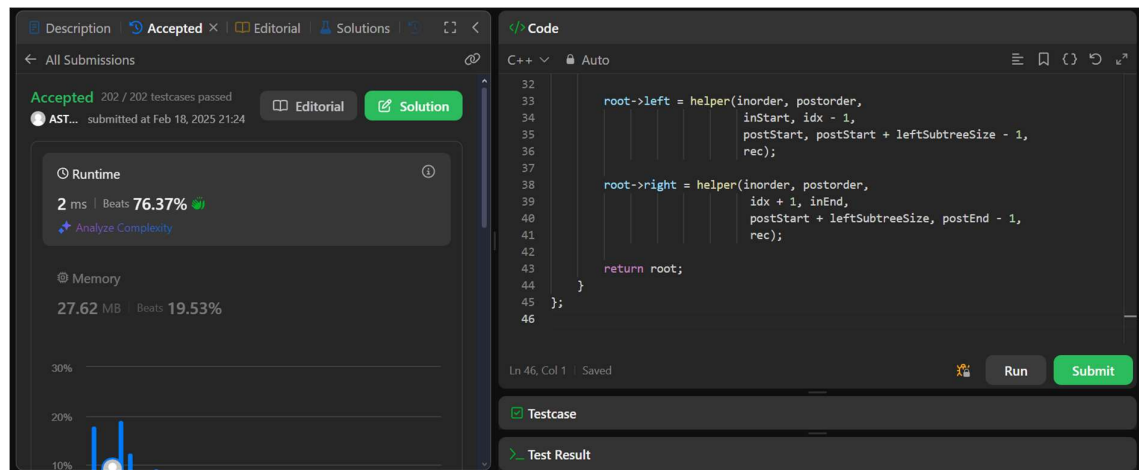 Description Accepted × Editorial Solutions
All Submissions
Accepted 202 / 202 testcases passed
AST... submitted at Feb 18, 2025 21:24
Editorial
Solution
Runtime
2 ms Beats 76.37%
Analyze Complexity
Memory
27.62 MB Beats 19.53%
30%
20%
10%
</> Code
C++ Auto
32
33 root->left = helper(inorder, postorder,
34 inStart, idx - 1,
35 postStart, postStart + leftSubtreeSize - 1,
36 rec);
37
38 root->right = helper(inorder, postorder,
39 idx + 1, inEnd,
40 postStart + leftSubtreeSize, postEnd - 1,
41 rec);
42
43 return root;
44 }
45 };
46
Ln 46, Col 1 Saved
Run
Submit
Testcase
>_ Test Result